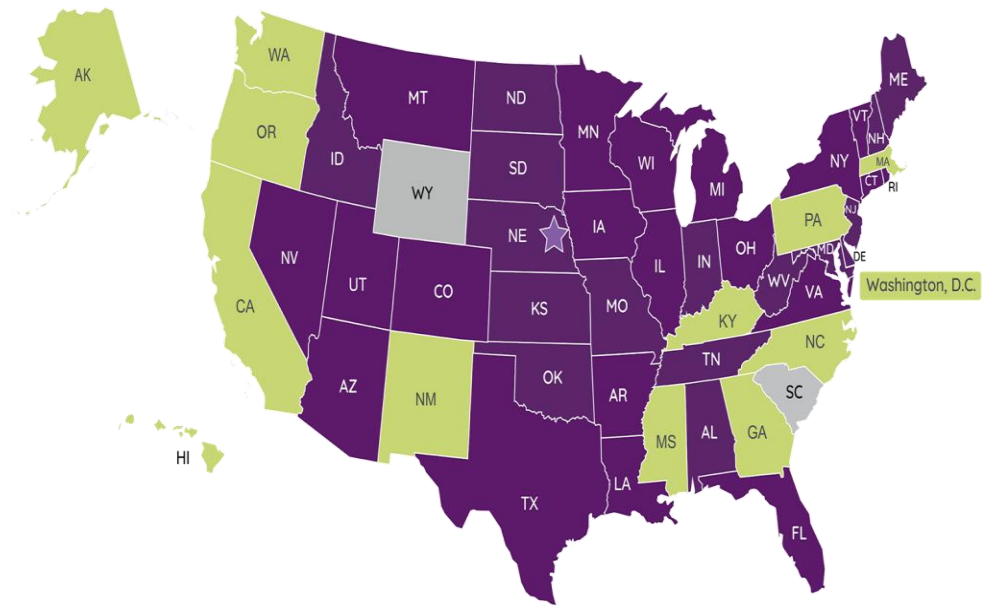 AK
WA
MT
ND
MN
ME
VT
NH
OR
ID
SD
WI
MI
NY
MA
CT
RI
WY
NE
IA
PA
NJ
NV
UT
CO
IL
IN
OH
MD
DE
WV
VA
Washington, D.C.
CA
KS
MO
KY
NC
AZ
NM
OK
AR
TN
SC
HI
MS
AL
GA
TX
LA
FL